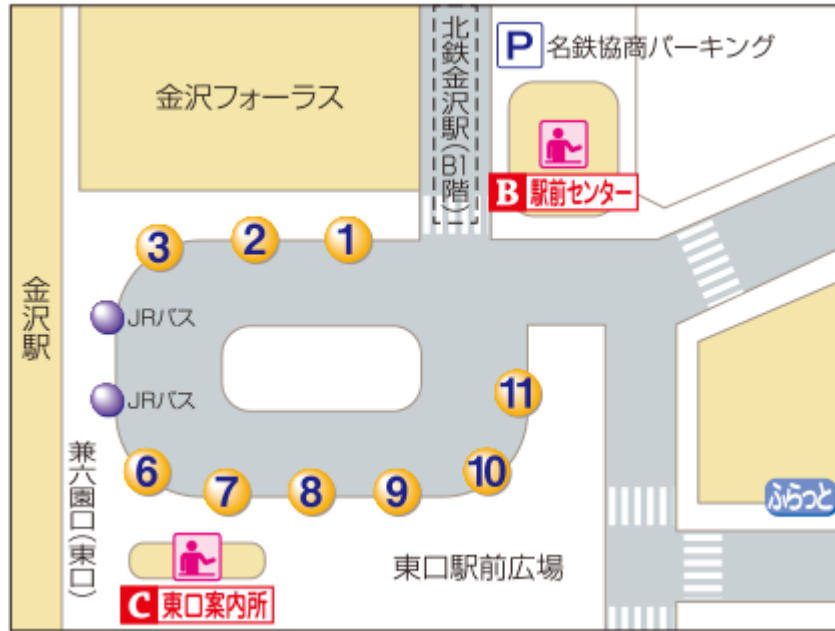 北鉄金沢駅(B1階)
P 名鉄協商パーキング
金沢フォーラス
B 駅前センター
3
2
1
金沢駅
JRバス
JRバス
11
6
7
8
9
10
兼六園口(東口)
ふらっと
東口駅前広場
C 東口案内所